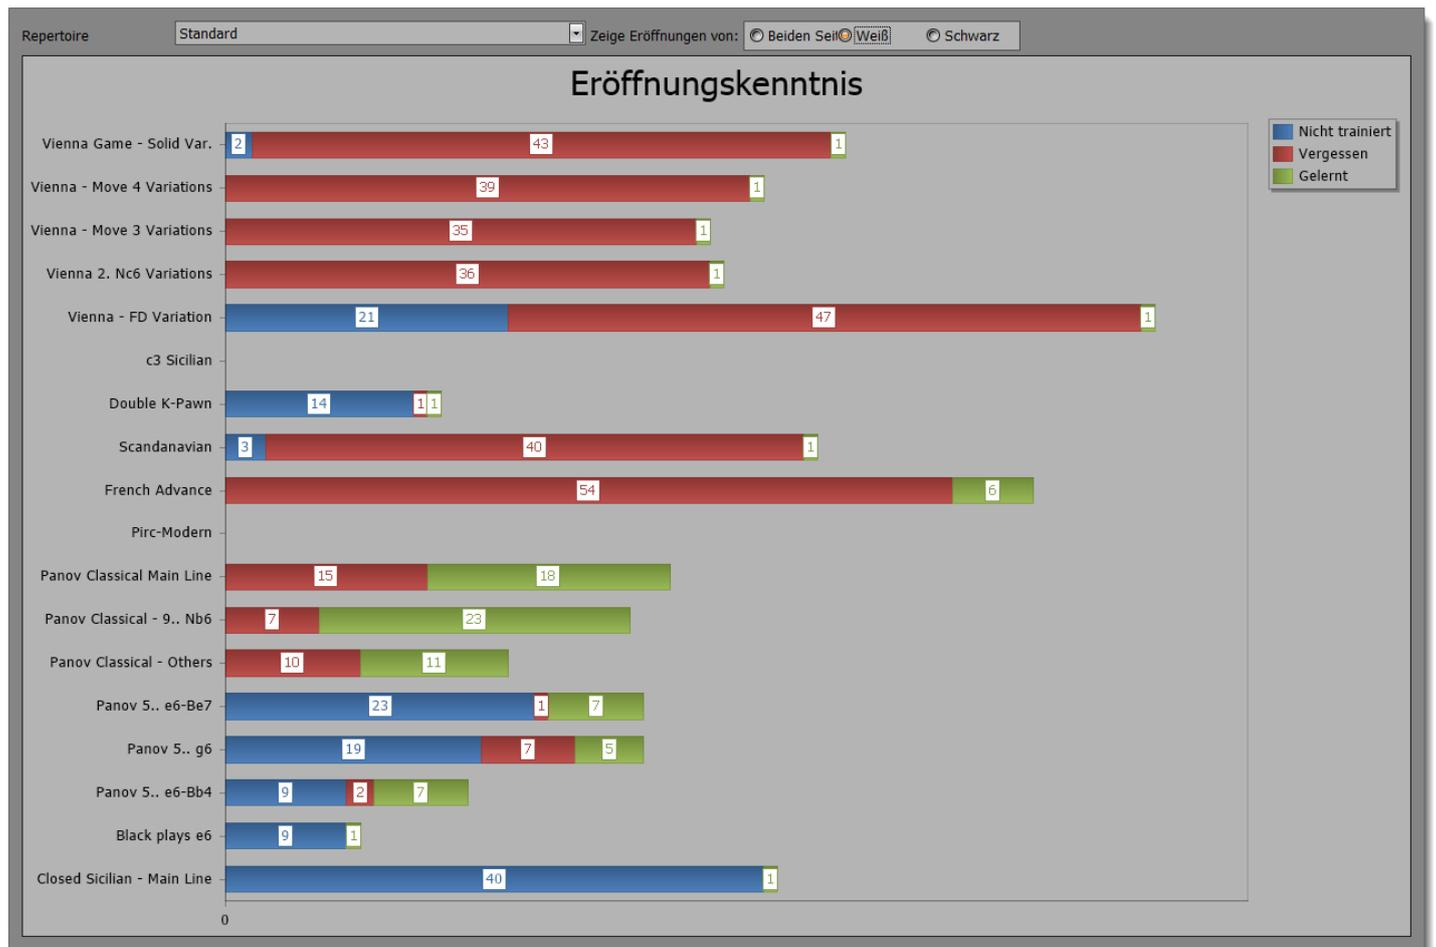 Repertoire Standard Zeige Eröffnungen von: Beiden Seit Weiß Schwarz
Eröffnungskenntnis
Nicht trainiert
Vergessen
Gelernt
Vienna Game - Solid Var. 2 43 1
Vienna - Move 4 Variations 39 1
Vienna - Move 3 Variations 35 1
Vienna 2. Nc6 Variations 36 1
Vienna - FD Variation 21 47 1
c3 Sicilian
Double K-Pawn 14 1 1
Scandanavian 3 40 1
French Advance 54 6
Pirc-Modern
Panov Classical Main Line 15 18
Panov Classical - 9.. Nb6 7 23
Panov Classical - Others 10 11
Panov 5.. e6-Be7 23 1 7
Panov 5.. g6 19 7 5
Panov 5.. e6-Bb4 9 2 7
Black plays e6 9 1
Closed Sicilian - Main Line 40 1
0